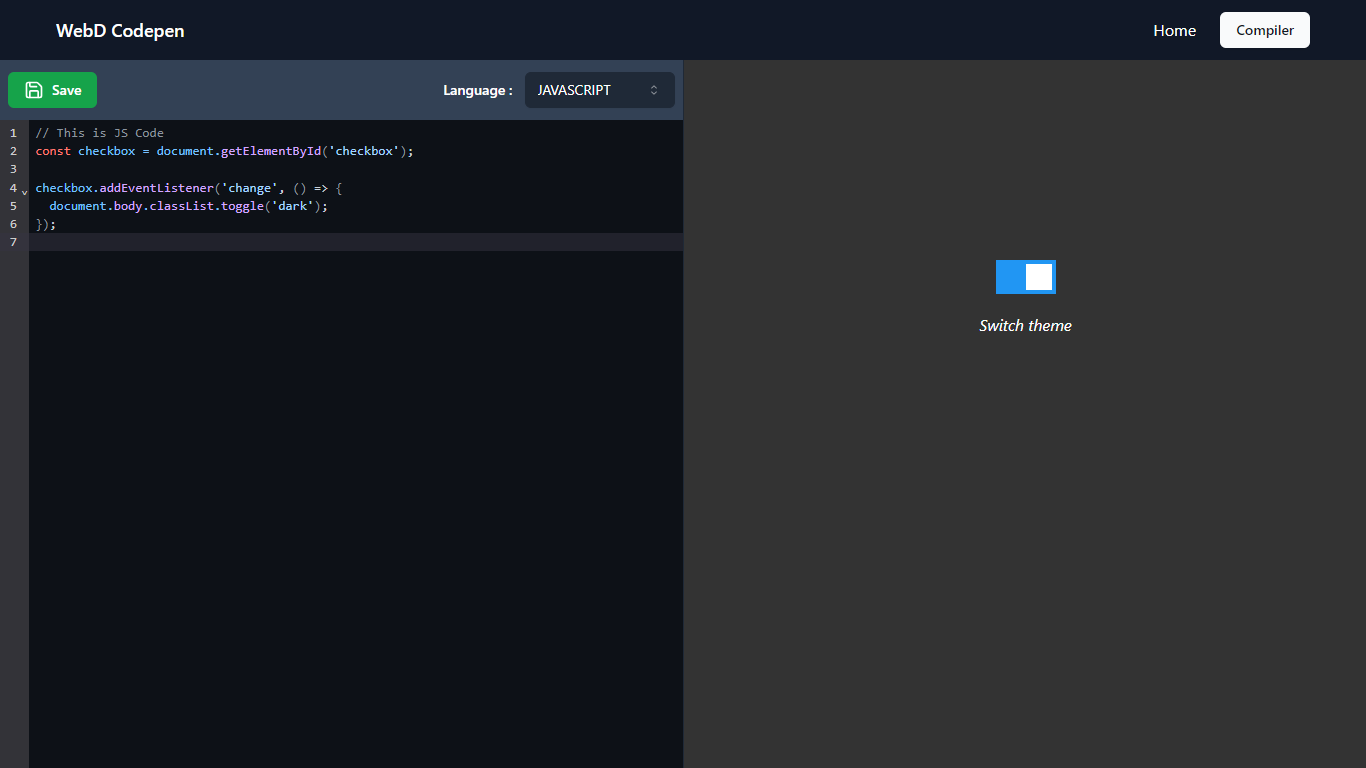 WebD Codepen
Home
Compiler
Save
Language :
JAVASCRIPT
1 // This is JS Code
2 const checkbox = document.getElementById('checkbox');
3
4 checkbox.addEventListener('change', () => {
5   document.body.classList.toggle('dark');
6 });
7
Switch theme